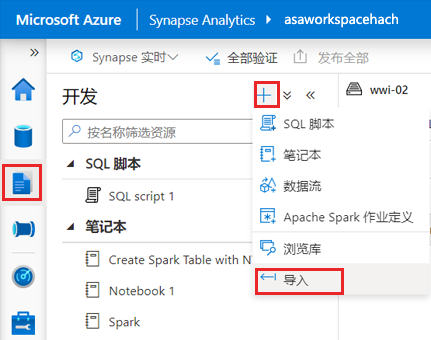 Microsoft Azure Synapse Analytics asaworkspacehach
Synapse 实时 全部验证 发布全部
开发
wwi-02
按名称筛选资源
SQL 脚本
SQL script 1
笔记本
Create Spark Table with N
Notebook 1
Spark
SQL 脚本
笔记本
数据流
Apache Spark 作业定义
浏览库
导入